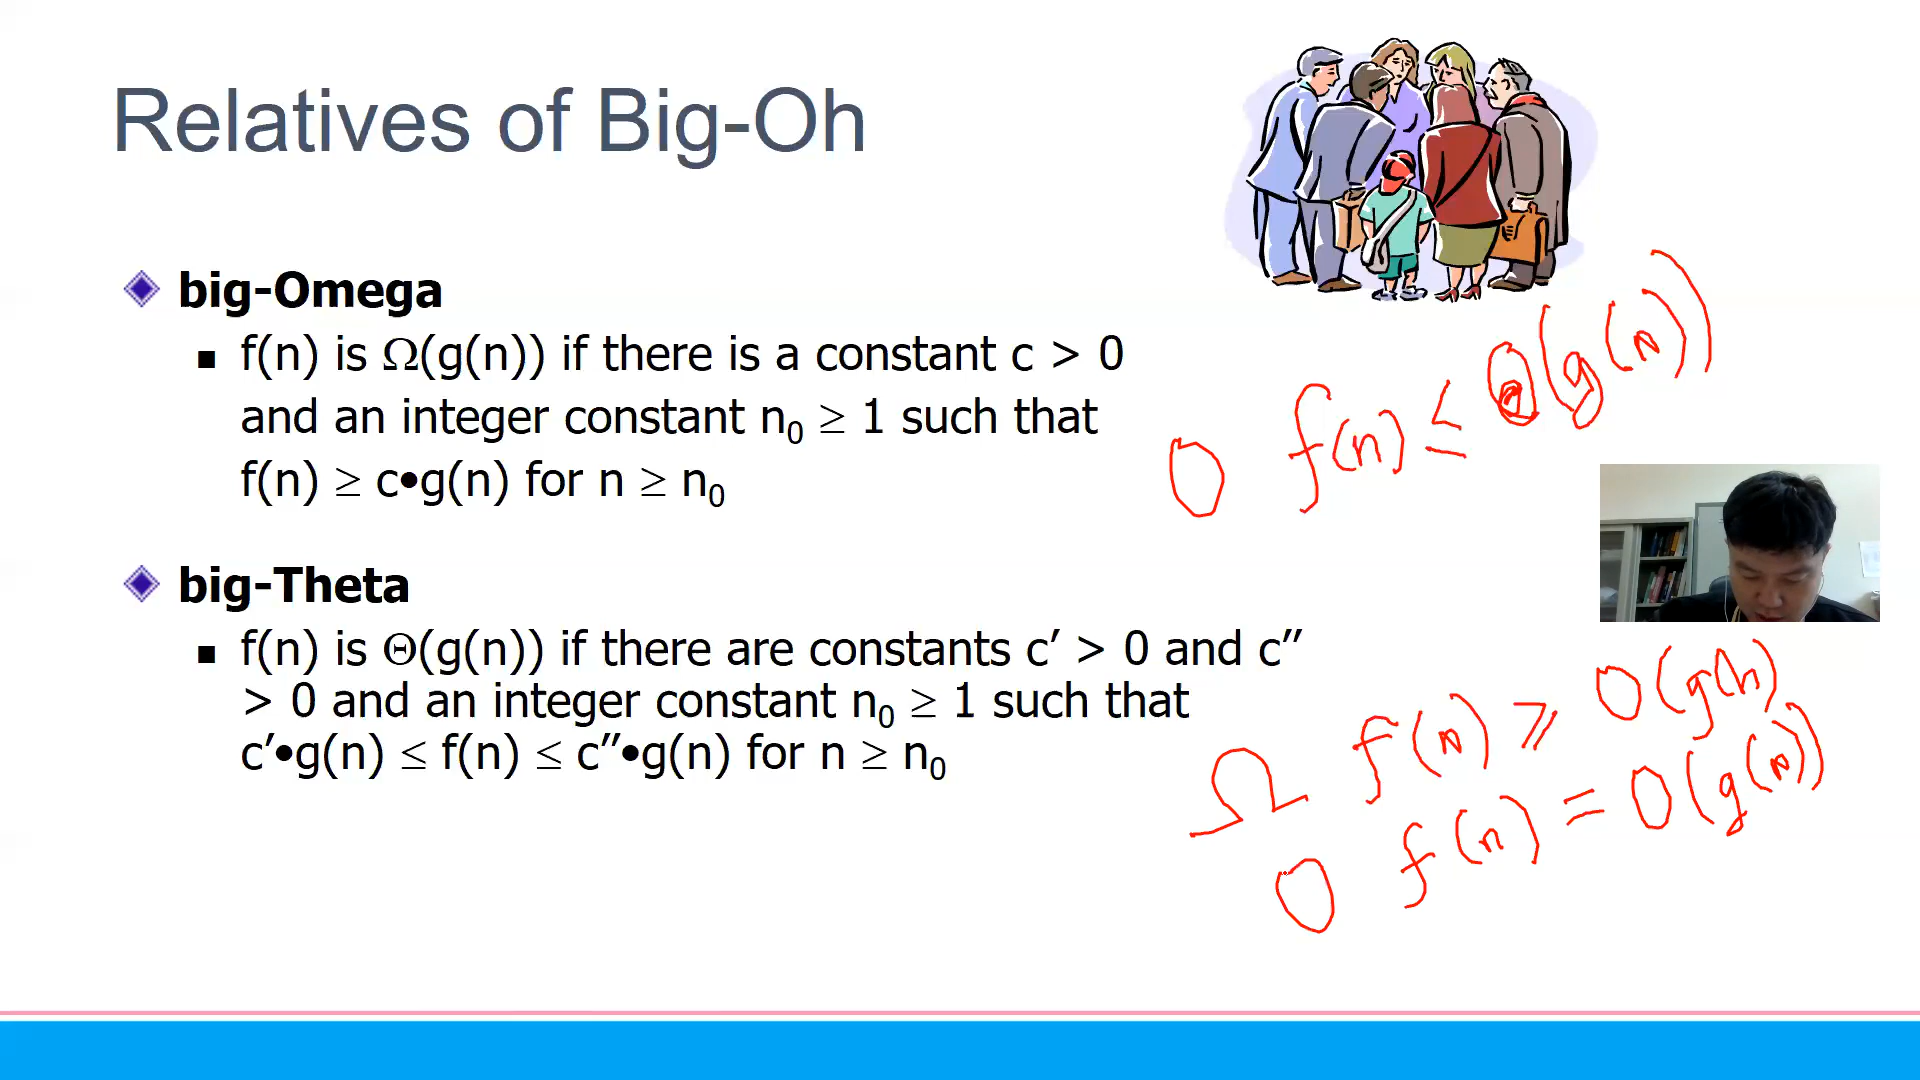 Relatives of Big-Oh
big-Omega
f(n) is Ω(g(n)) if there is a constant c > 0
and an integer constant n₀ ≥ 1 such that
f(n) ≥ c•g(n) for n ≥ n₀
O f(n) ≤ O(g(n))
big-Theta
f(n) is Θ(g(n)) if there are constants c’ > 0 and c’’
> 0 and an integer constant n₀ ≥ 1 such that
c’•g(n) ≤ f(n) ≤ c’’•g(n) for n ≥ n₀
Ω f(n) ≥ O(g(n)
O f(n) = O(g(n))